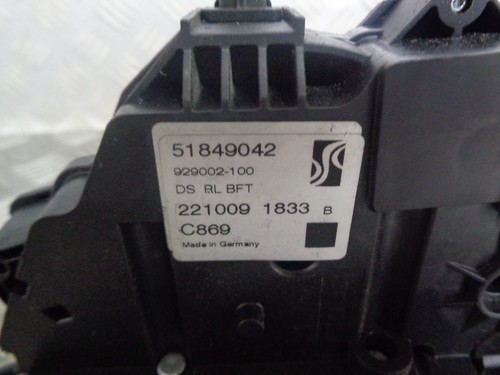 51849042
929002-100
DS RL BFT
221009 1833 B
C869
Made in Germany